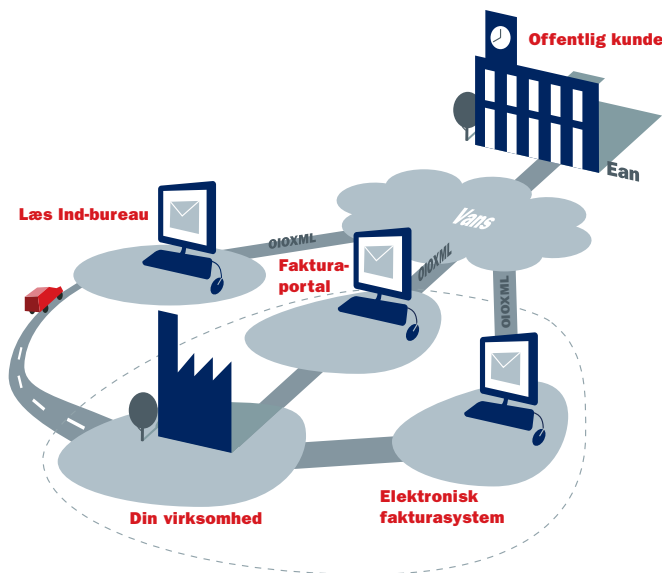 Offentlig kunde
Ean
Læs Ind-bureau
Vans
OIOXML
Faktura-
portal
OIOXML
OIOXML
Din virksomhed
Elektronisk
fakturasystem